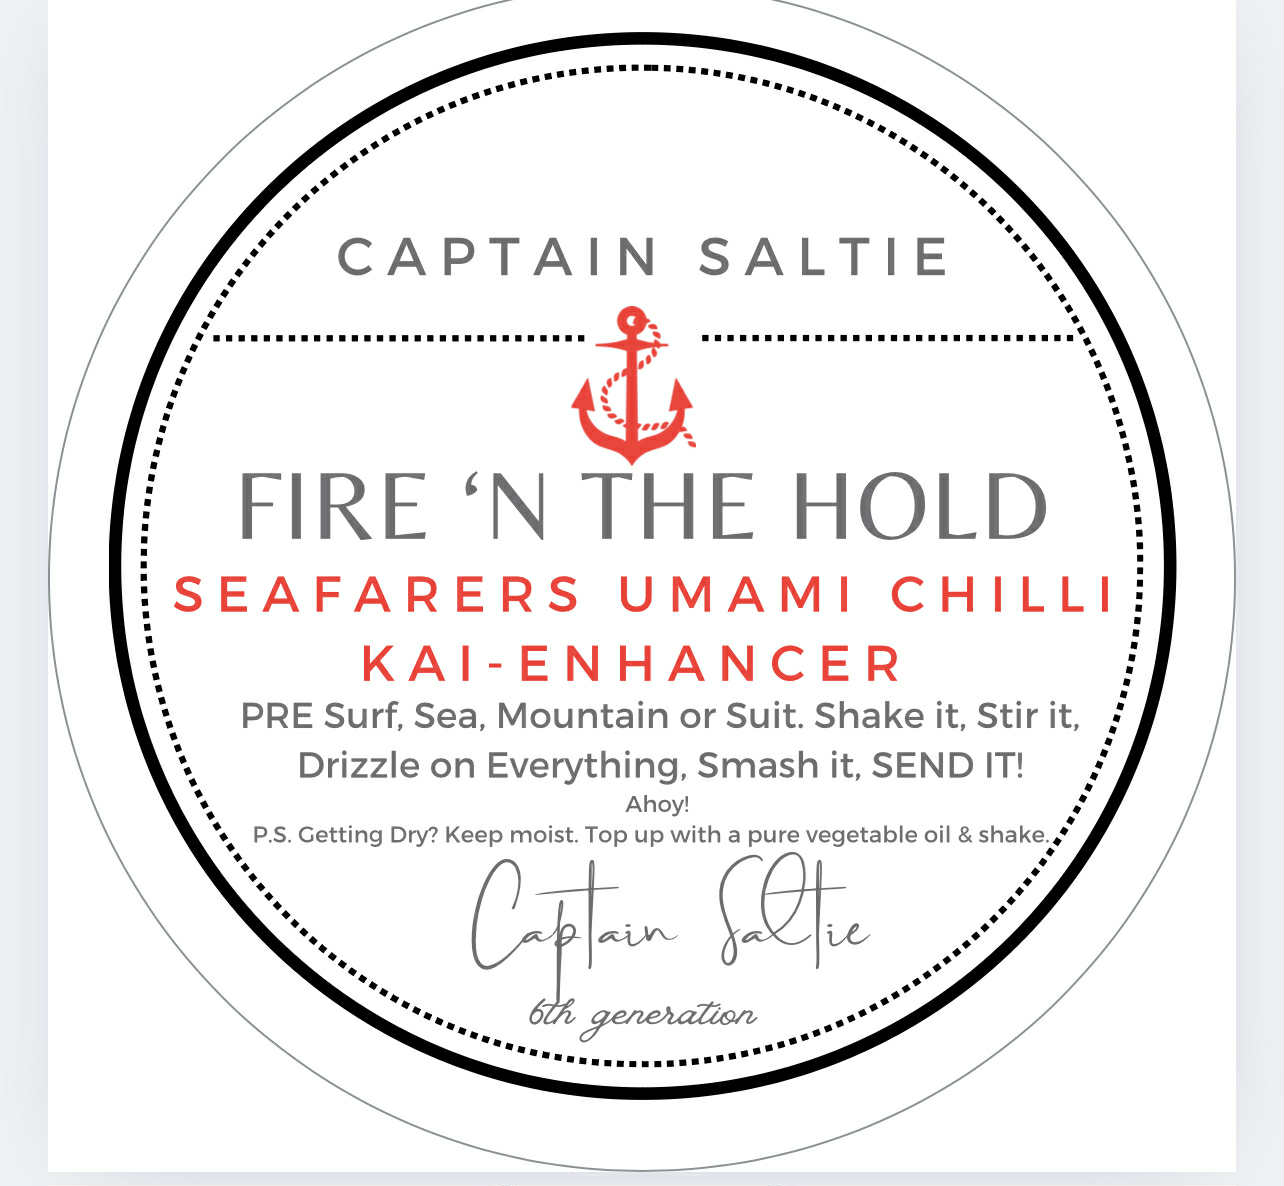 CAPTAIN SALTIE
FIRE ‘N THE HOLD
SEAFARERS UMAMI CHILLI
KAI-ENHANCER
PRE Surf, Sea, Mountain or Suit. Shake it, Stir it,
Drizzle on Everything, Smash it, SEND IT!
Ahoy!
P.S. Getting Dry? Keep moist. Top up with a pure vegetable oil & shake.
Captain Saltie
6th generation